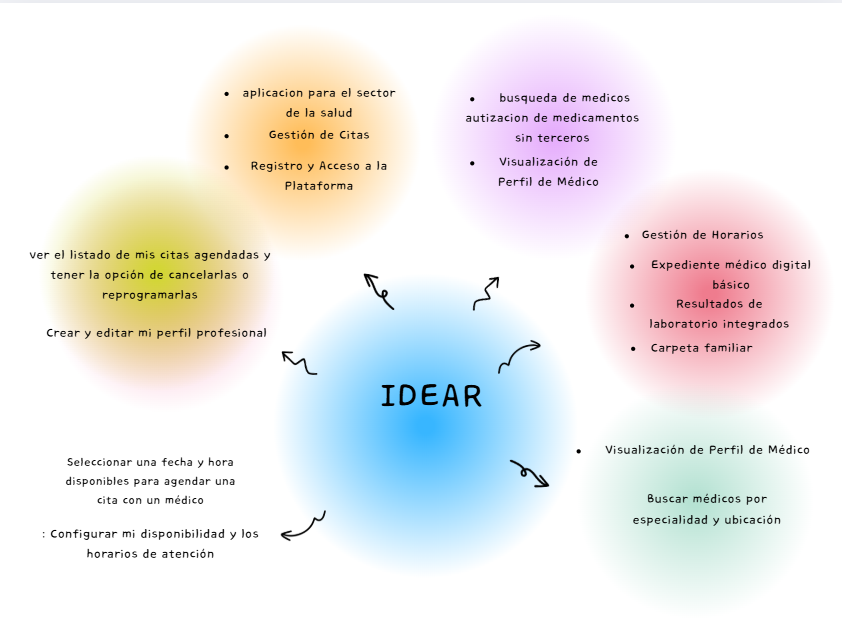 • aplicacion para el sector
de la salud
• Gestión de Citas
• Registro y Acceso a la
Plataforma
• busqueda de medicos
autizacion de medicamentos
sin terceros
• Visualización de
Perfil de Médico
• Gestión de Horarios
• Expediente médico digital
básico
• Resultados de
laboratorio integrados
• Carpeta familiar
ver el listado de mis citas agendadas y
tener la opción de cancelarlas o
reprogramarlas
Crear y editar mi perfil profesional
IDEAR
• Visualización de Perfil de Médico
Buscar médicos por
especialidad y ubicación
Seleccionar una fecha y hora
disponibles para agendar una
cita con un médico
: Configurar mi disponibilidad y los
horarios de atención